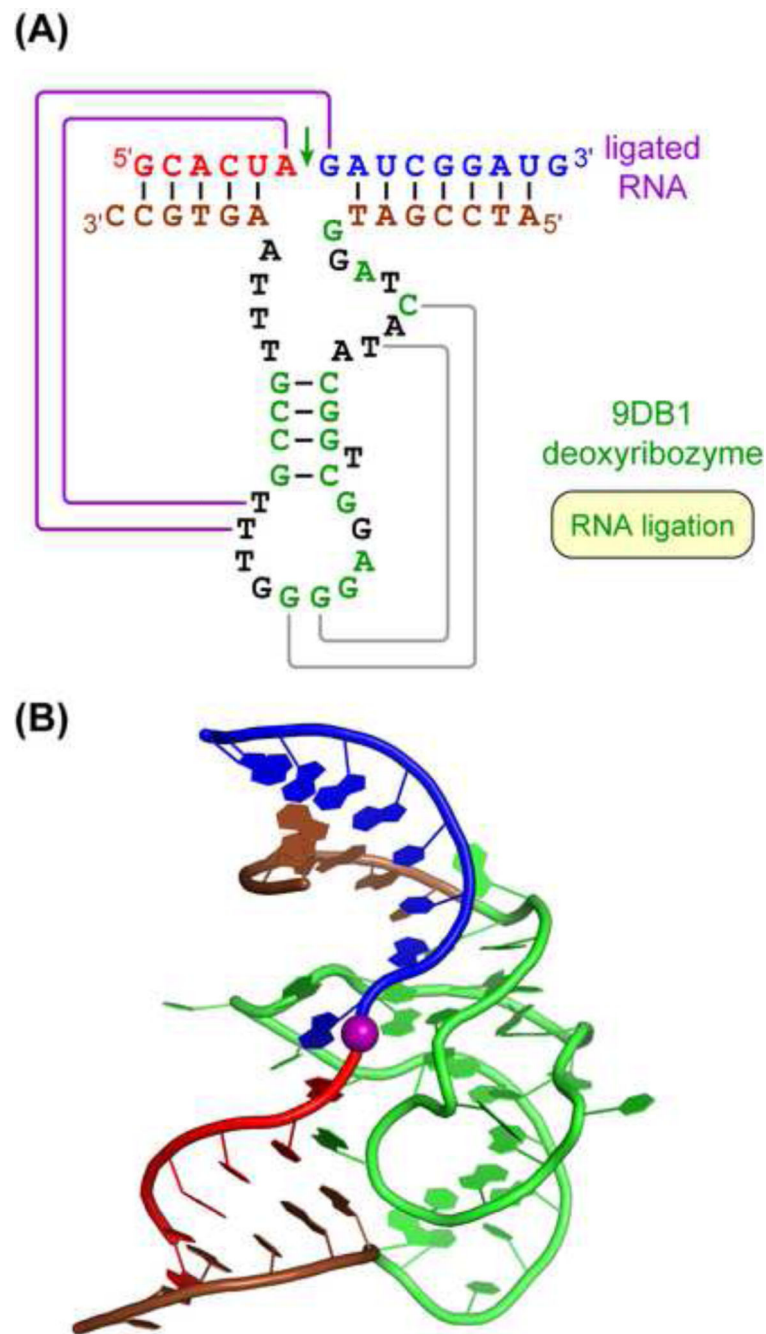 (A)
5'GCACUA GAUCGGAUG3' ligated
RNA
3'CCGTGA TAGCCTA5'
G
A G
A T
T C
T A
T A T
G C
C G
C G
T
G C
T G
T G
T A
G G G G
9DB1
deoxyribozyme
RNA ligation
(B)